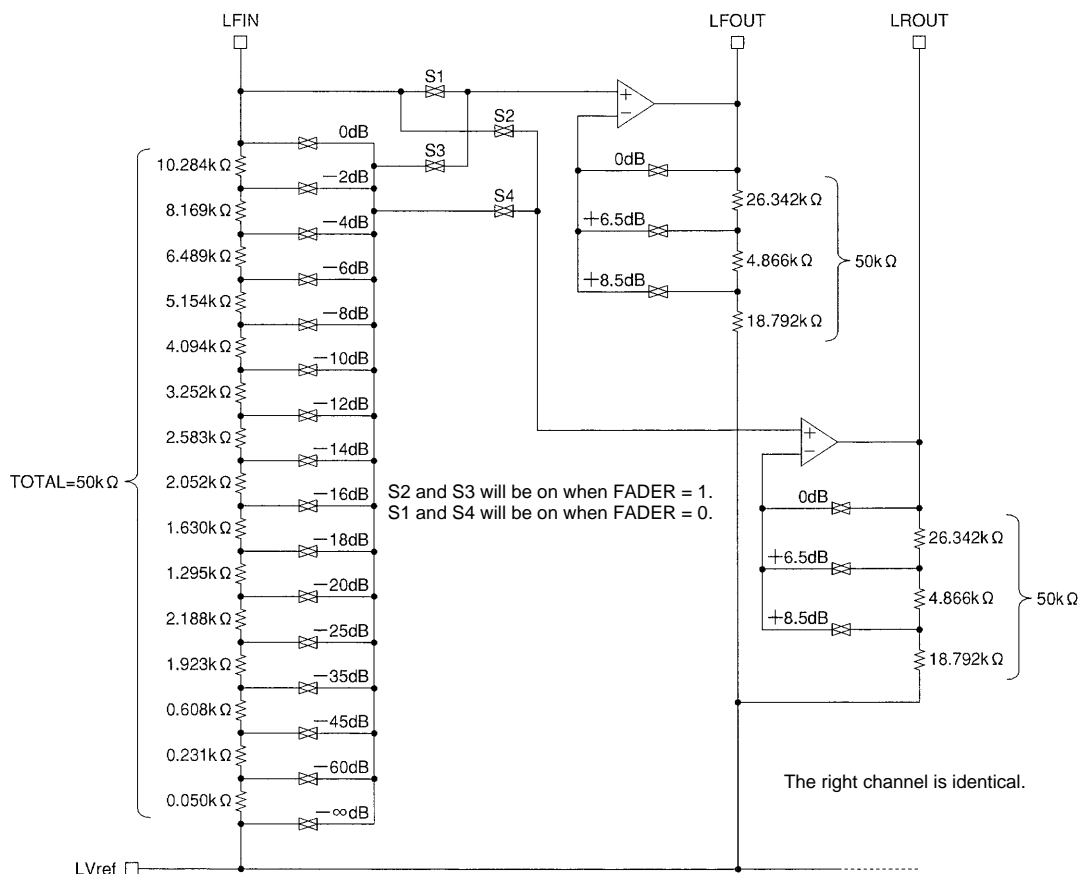 LFIN
LFOUT
LROUT
S1
S2
S3
S4
0dB
−2dB
−4dB
−6dB
−8dB
−10dB
−12dB
−14dB
−16dB
−18dB
−20dB
−25dB
−35dB
−45dB
−60dB
−∞dB
10.284kΩ
8.169kΩ
6.489kΩ
5.154kΩ
4.094kΩ
3.252kΩ
2.583kΩ
2.052kΩ
1.630kΩ
1.295kΩ
2.188kΩ
1.923kΩ
0.608kΩ
0.231kΩ
0.050kΩ
TOTAL=50kΩ
+
−
0dB
+6.5dB
+8.5dB
26.342kΩ
4.866kΩ
18.792kΩ
50kΩ
S2 and S3 will be on when FADER = 1.
S1 and S4 will be on when FADER = 0.
+
−
0dB
+6.5dB
+8.5dB
26.342kΩ
4.866kΩ
18.792kΩ
50kΩ
The right channel is identical.
LVref